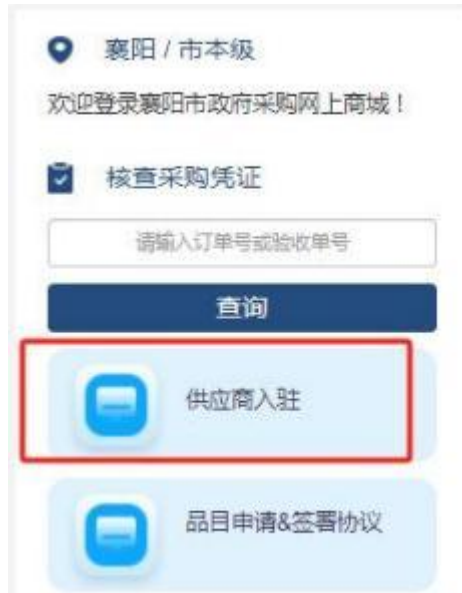 襄阳 / 市本级
欢迎登录襄阳市政府采购网上商城！
核查采购凭证
请输入订单号或验收单号
查询
供应商入驻
品目申请&签署协议